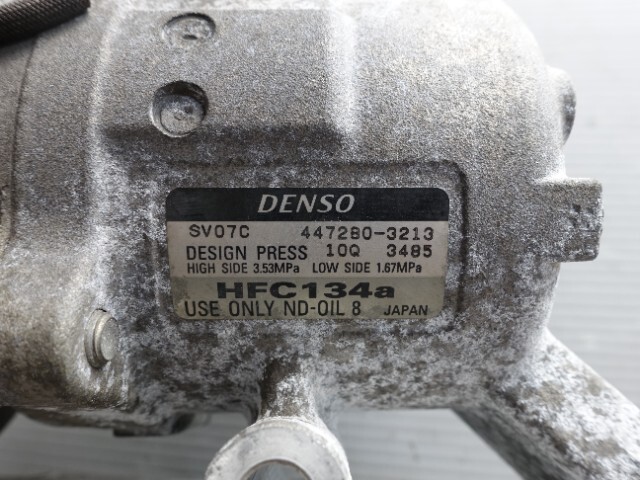 DENSO
SV07C 447280-3213
DESIGN PRESS 10Q 3485
HIGH SIDE 3.53MPa LOW SIDE 1.67MPa
HFC134a
USE ONLY ND-OIL 8 JAPAN